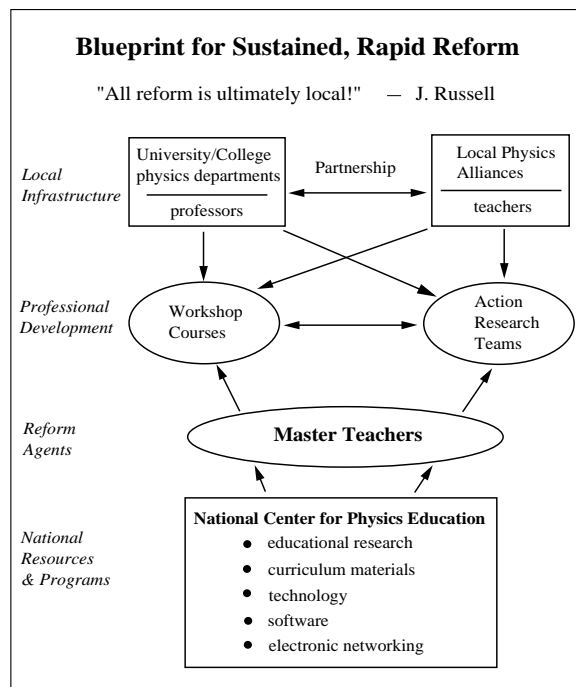 Blueprint for Sustained, Rapid Reform
"All reform is ultimately local!" — J. Russell
Local
Infrastructure
University/College
physics departments
professors
Partnership
Local Physics
Alliances
teachers
Professional
Development
Workshop
Courses
Action
Research
Teams
Reform
Agents
Master Teachers
National
Resources
& Programs
National Center for Physics Education
● educational research
● curriculum materials
● technology
● software
● electronic networking